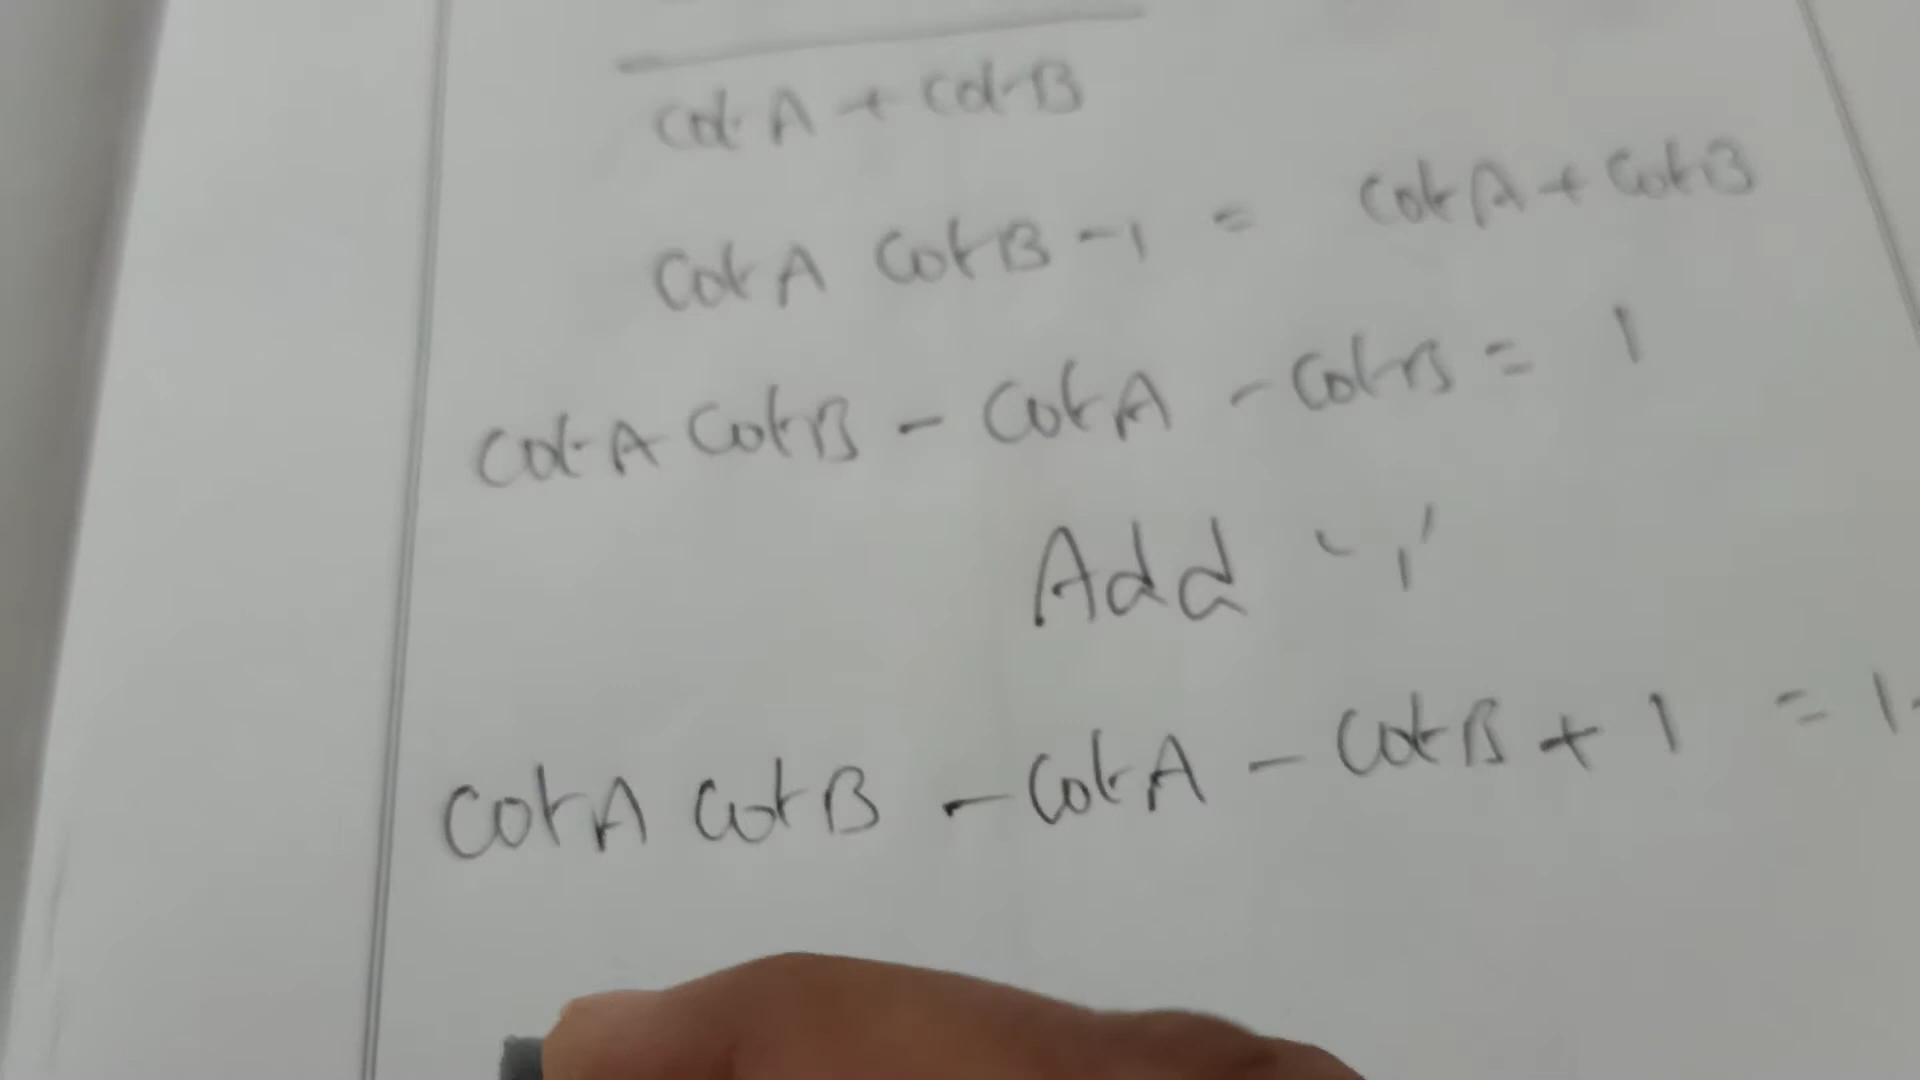 cot A + cot B
cot A cot B - 1 = cot A + cot B
cot A cot B - cot A - cot B = 1
Add '1'
cot A cot B - cot A - cot B + 1 = 1